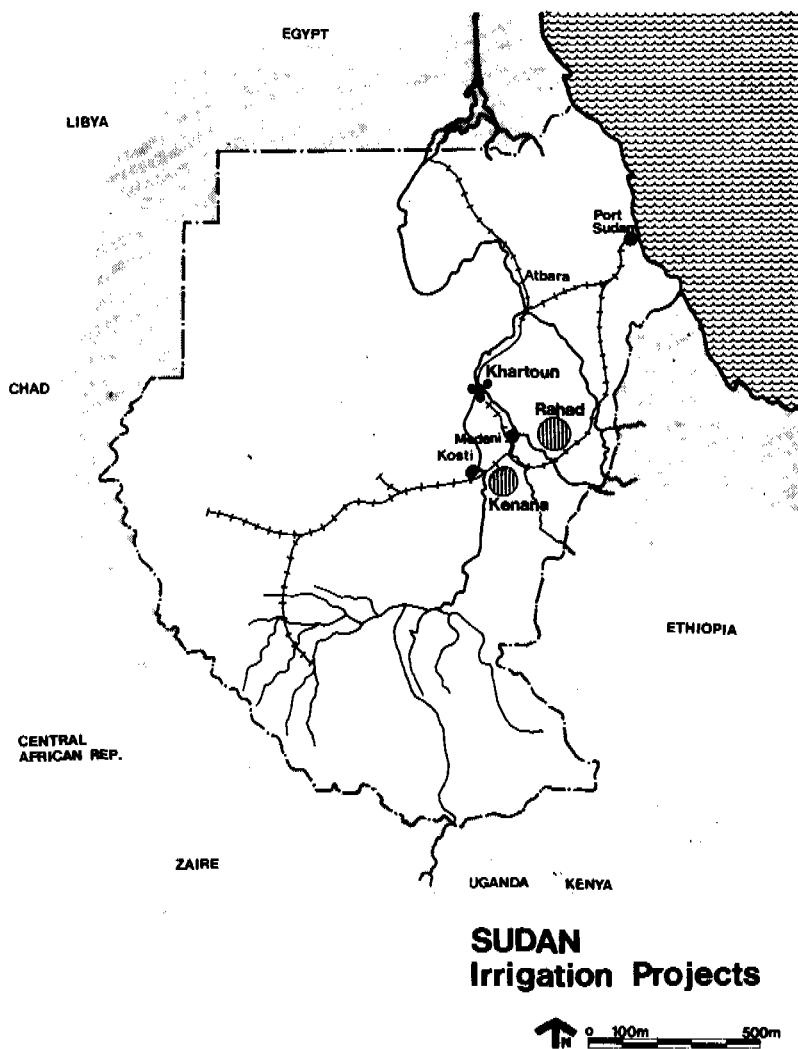 EGYPT
LIBYA
Port
Sudan
Atbara
CHAD
Khartoun
Rahad
Medani
Kosti
Kenana
ETHIOPIA
CENTRAL
AFRICAN REP.
ZAIRE
UGANDA KENYA
SUDAN
Irrigation Projects
N 0 100m 500m